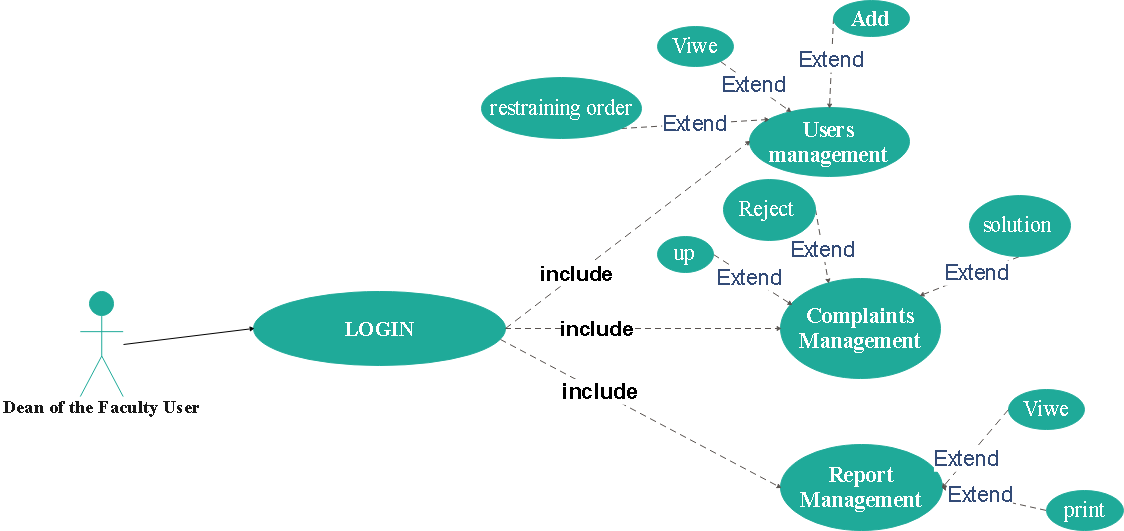 Add
Viwe
Extend
Extend
restraining order
Extend
Users
management
Reject
solution
up
Extend
Extend
Extend
include
LOGIN
include
Complaints
Management
include
Dean of the Faculty User
Viwe
Extend
Report
Management
Extend
print